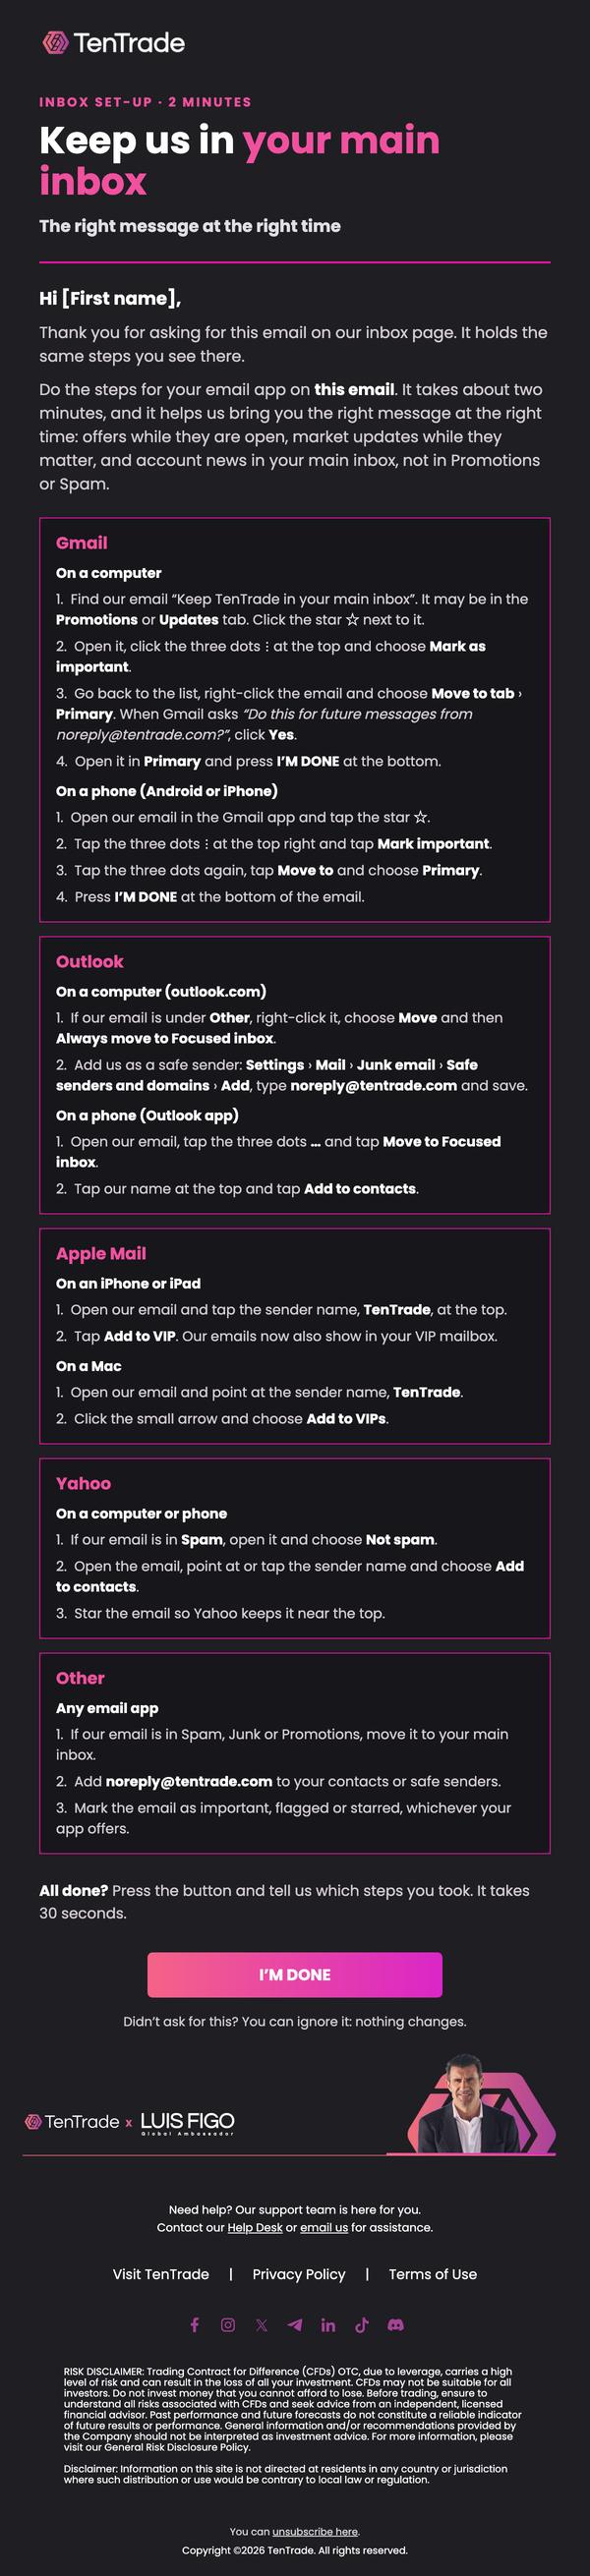 TenTrade
INBOX SET-UP · 2 MINUTES
Keep us in your main
inbox
The right message at the right time
Hi [First name],
Thank you for asking for this email on our inbox page. It holds the
same steps you see there.
Do the steps for your email app on this email. It takes about two
minutes, and it helps us bring you the right message at the right
time: offers while they are open, market updates while they
matter, and account news in your main inbox, not in Promotions
or Spam.
Gmail
On a computer
1. Find our email “Keep TenTrade in your main inbox”. It may be in the
Promotions or Updates tab. Click the star ☆ next to it.
2. Open it, click the three dots ⋮ at the top and choose Mark as
important.
3. Go back to the list, right-click the email and choose Move to tab ›
Primary. When Gmail asks “Do this for future messages from
noreply@tentrade.com?”, click Yes.
4. Open it in Primary and press I’M DONE at the bottom.
On a phone (Android or iPhone)
1. Open our email in the Gmail app and tap the star ☆.
2. Tap the three dots ⋮ at the top right and tap Mark important.
3. Tap the three dots again, tap Move to and choose Primary.
4. Press I’M DONE at the bottom of the email.
Outlook
On a computer (outlook.com)
1. If our email is under Other, right-click it, choose Move and then
Always move to Focused inbox.
2. Add us as a safe sender: Settings › Mail › Junk email › Safe
senders and domains › Add, type noreply@tentrade.com and save.
On a phone (Outlook app)
1. Open our email, tap the three dots … and tap Move to Focused
inbox.
2. Tap our name at the top and tap Add to contacts.
Apple Mail
On an iPhone or iPad
1. Open our email and tap the sender name, TenTrade, at the top.
2. Tap Add to VIP. Our emails now also show in your VIP mailbox.
On a Mac
1. Open our email and point at the sender name, TenTrade.
2. Click the small arrow and choose Add to VIPs.
Yahoo
On a computer or phone
1. If our email is in Spam, open it and choose Not spam.
2. Open the email, point at or tap the sender name and choose Add
to contacts.
3. Star the email so Yahoo keeps it near the top.
Other
Any email app
1. If our email is in Spam, Junk or Promotions, move it to your main
inbox.
2. Add noreply@tentrade.com to your contacts or safe senders.
3. Mark the email as important, flagged or starred, whichever your
app offers.
All done? Press the button and tell us which steps you took. It takes
30 seconds.
I’M DONE
Didn’t ask for this? You can ignore it: nothing changes.
TenTrade x LUIS FIGO
Global Ambassador
Need help? Our support team is here for you.
Contact our Help Desk or email us for assistance.
Visit TenTrade | Privacy Policy | Terms of Use
RISK DISCLAIMER: Trading Contract for Difference (CFDs) OTC, due to leverage, carries a high
level of risk and can result in the loss of all your investment. CFDs may not be suitable for all
investors. Do not invest money that you cannot afford to lose. Before trading, ensure to
understand all risks associated with CFDs and seek advice from an independent, licensed
financial advisor. Past performance and future forecasts do not constitute a reliable indicator
of future results or performance. General information and/or recommendations provided by
the Company should not be interpreted as investment advice. For more information, please
visit our General Risk Disclosure Policy.
Disclaimer: Information on this site is not directed at residents in any country or jurisdiction
where such distribution or use would be contrary to local law or regulation.
You can unsubscribe here.
Copyright ©2026 TenTrade. All rights reserved.